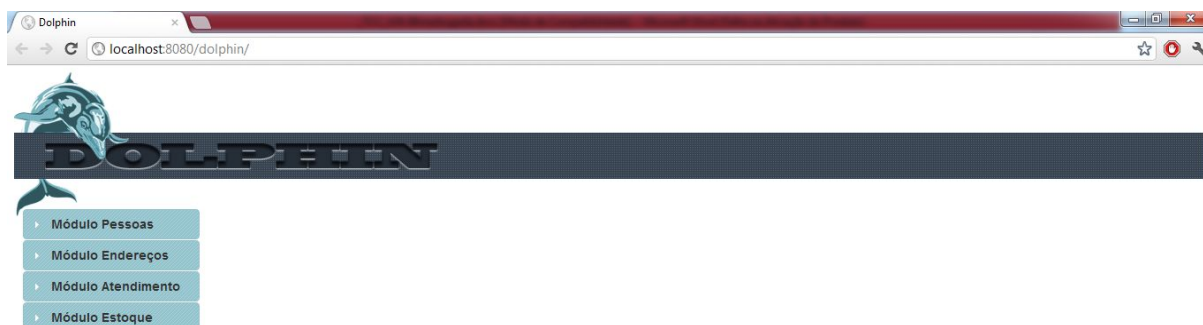 Dolphin
localhost:8080/dolphin/
DOLPHIN
Módulo Pessoas
Módulo Endereços
Módulo Atendimento
Módulo Estoque